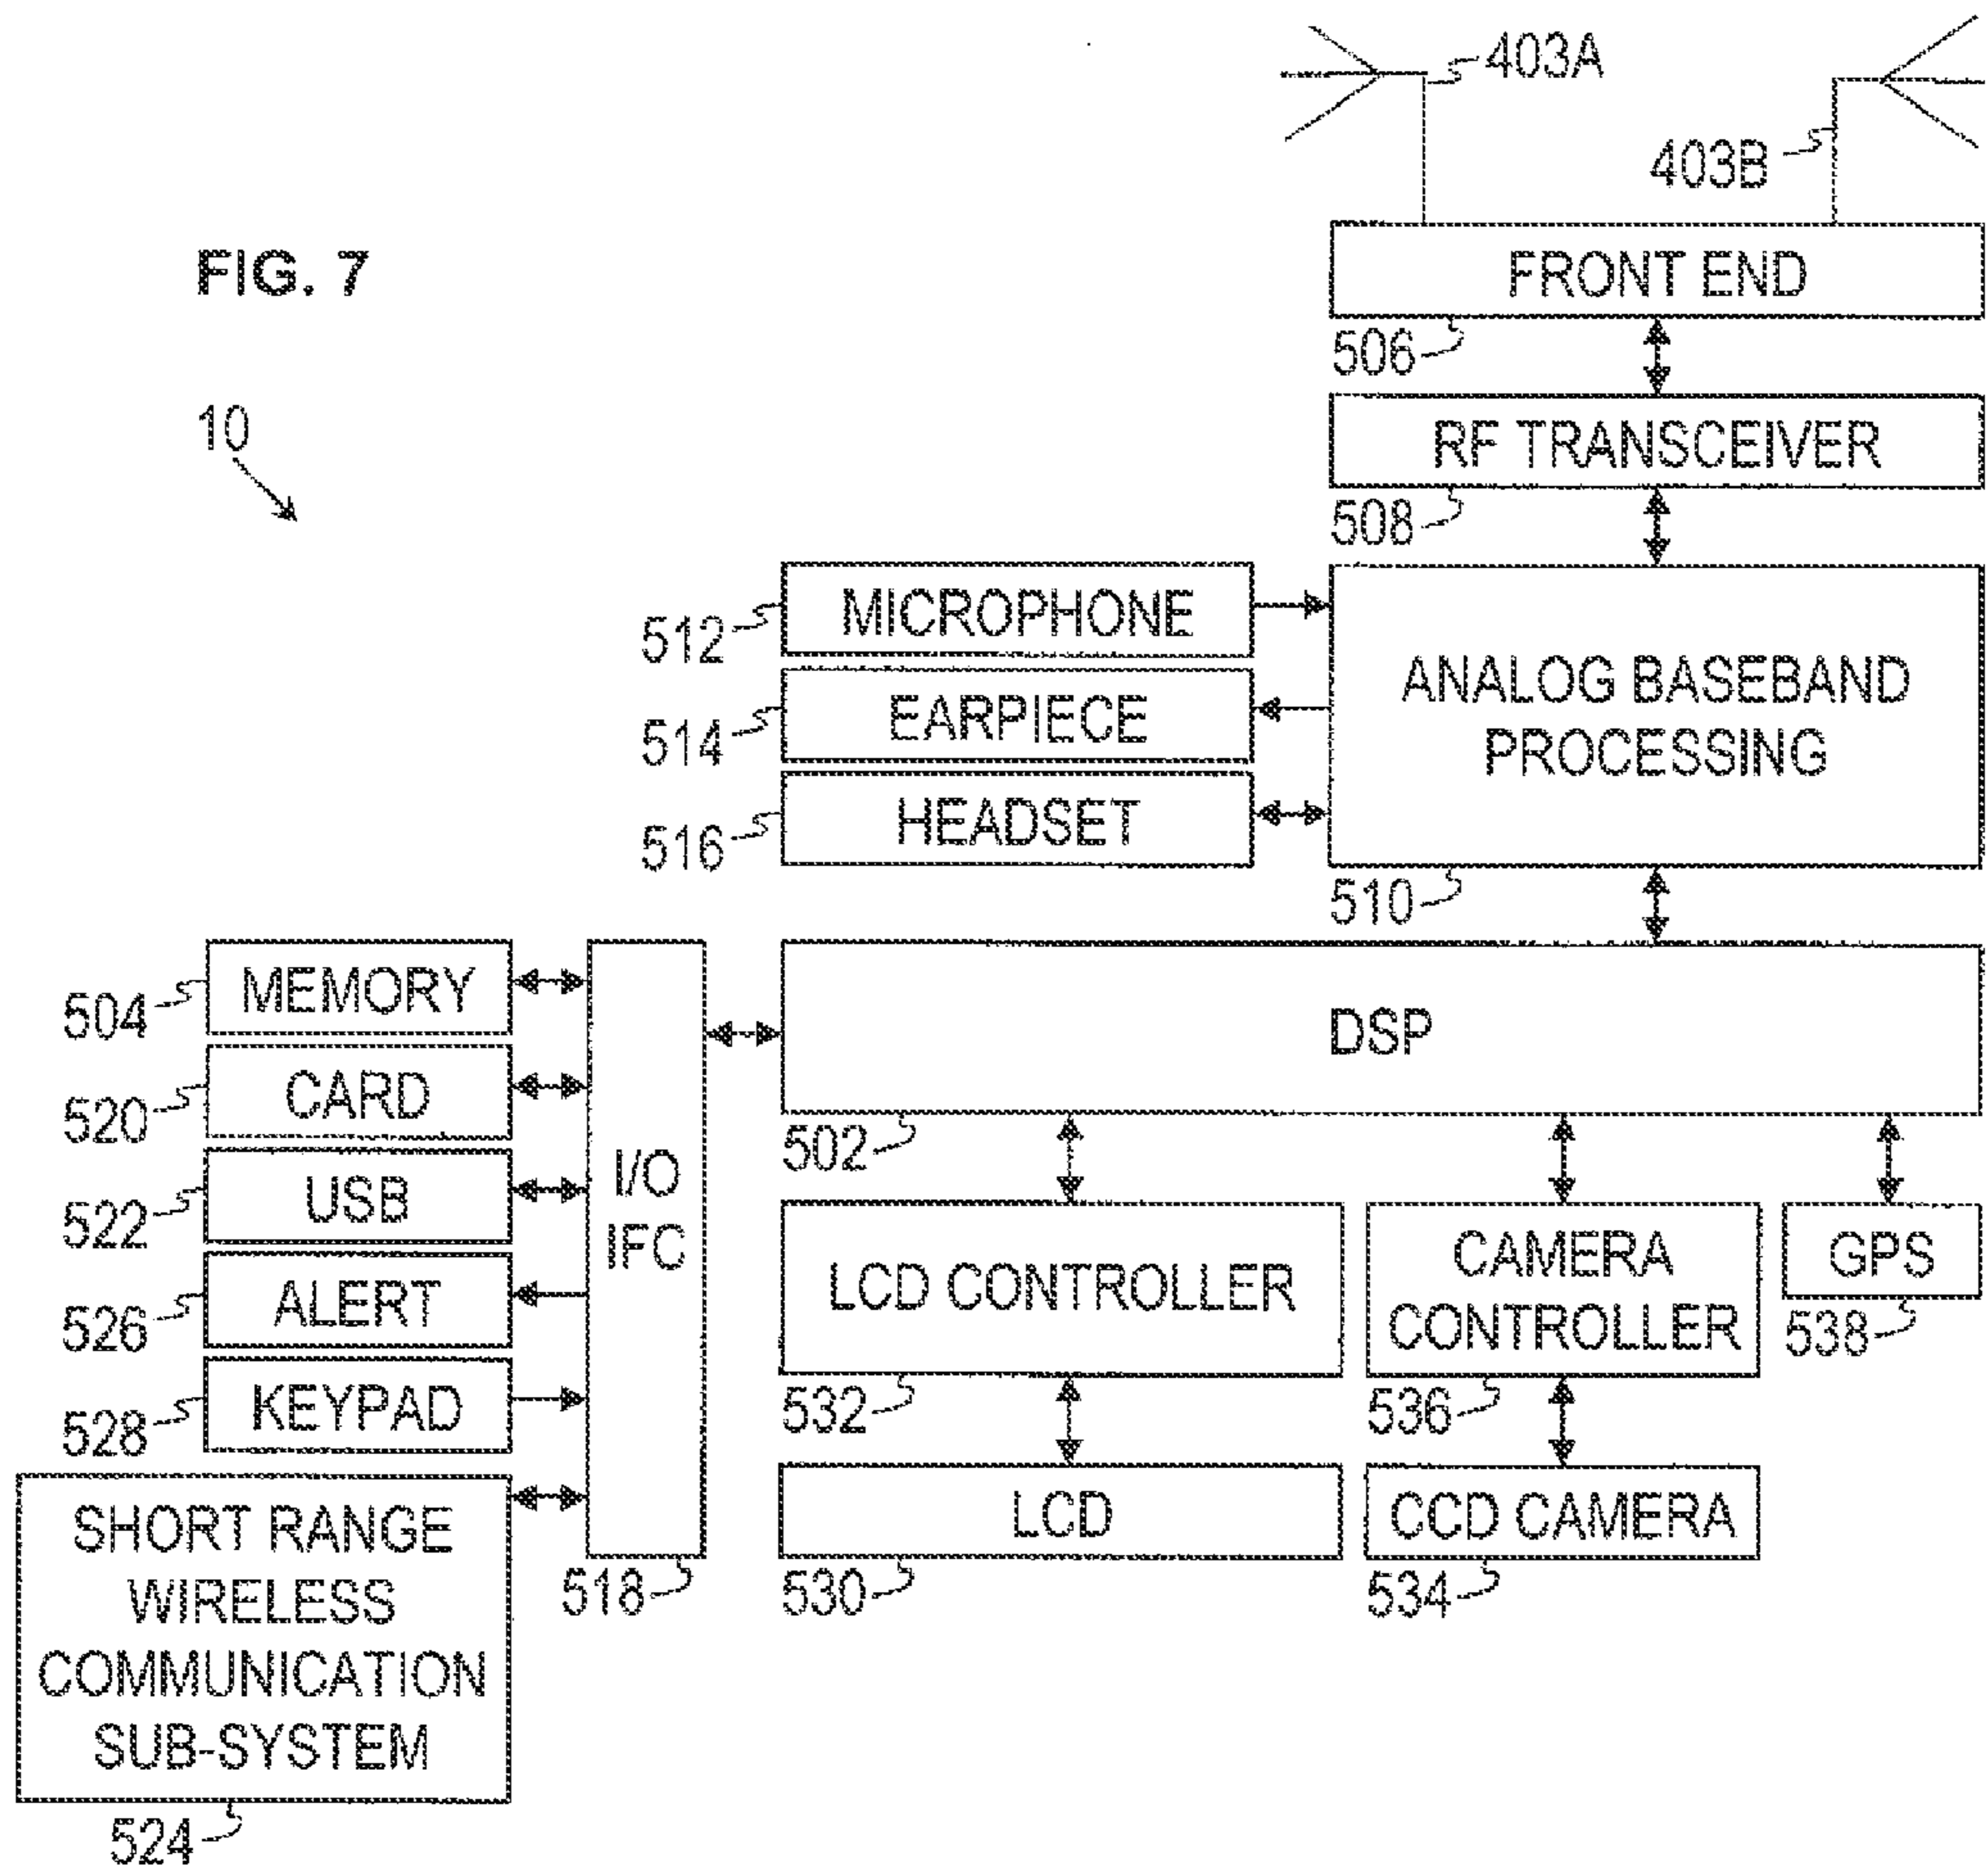 403A
403B
FIG. 7
FRONT END
506
10
RF TRANSCEIVER
508
MICROPHONE
512
ANALOG BASEBAND
PROCESSING
EARPIECE
514
HEADSET
516
510
MEMORY
504
DSP
CARD
520
502
I/O
IFC
USB
522
LCD CONTROLLER
CAMERA
CONTROLLER
GPS
538
ALERT
526
KEYPAD
528
532
536
SHORT RANGE
WIRELESS
COMMUNICATION
SUB-SYSTEM
LCD
CCD CAMERA
518
530
534
524